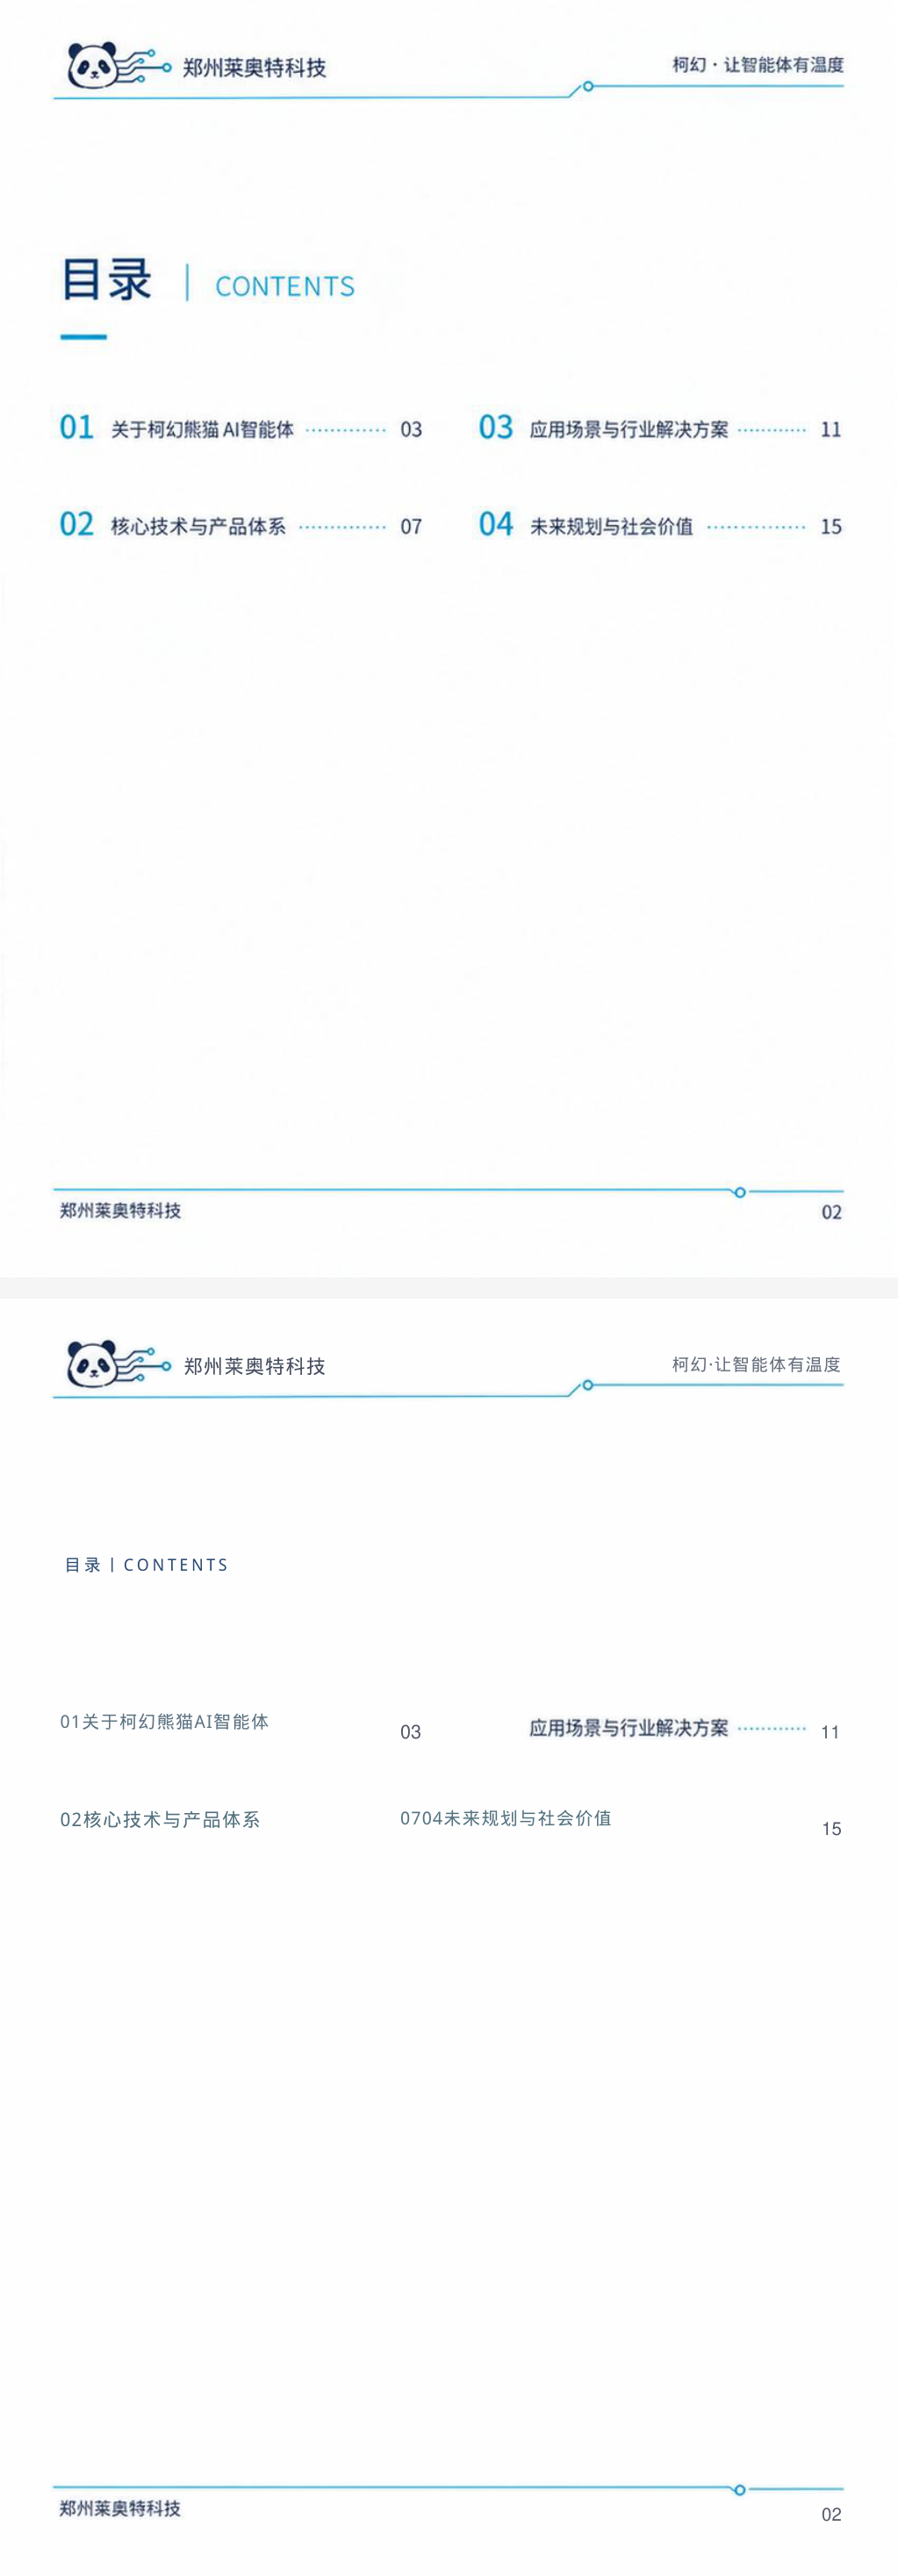 郑州莱奥特科技
柯幻·让智能体有温度
目录 | CONTENTS
01 关于柯幻熊猫AI智能体 ············ 03
03 应用场景与行业解决方案 ·········· 11
02 核心技术与产品体系 ············· 07
04 未来规划与社会价值 ·············· 15
郑州莱奥特科技
02
郑州莱奥特科技
柯幻·让智能体有温度
目录 | CONTENTS
01关于柯幻熊猫AI智能体
03
应用场景与行业解决方案 ·········· 11
02核心技术与产品体系
0704未来规划与社会价值
15
郑州莱奥特科技
02